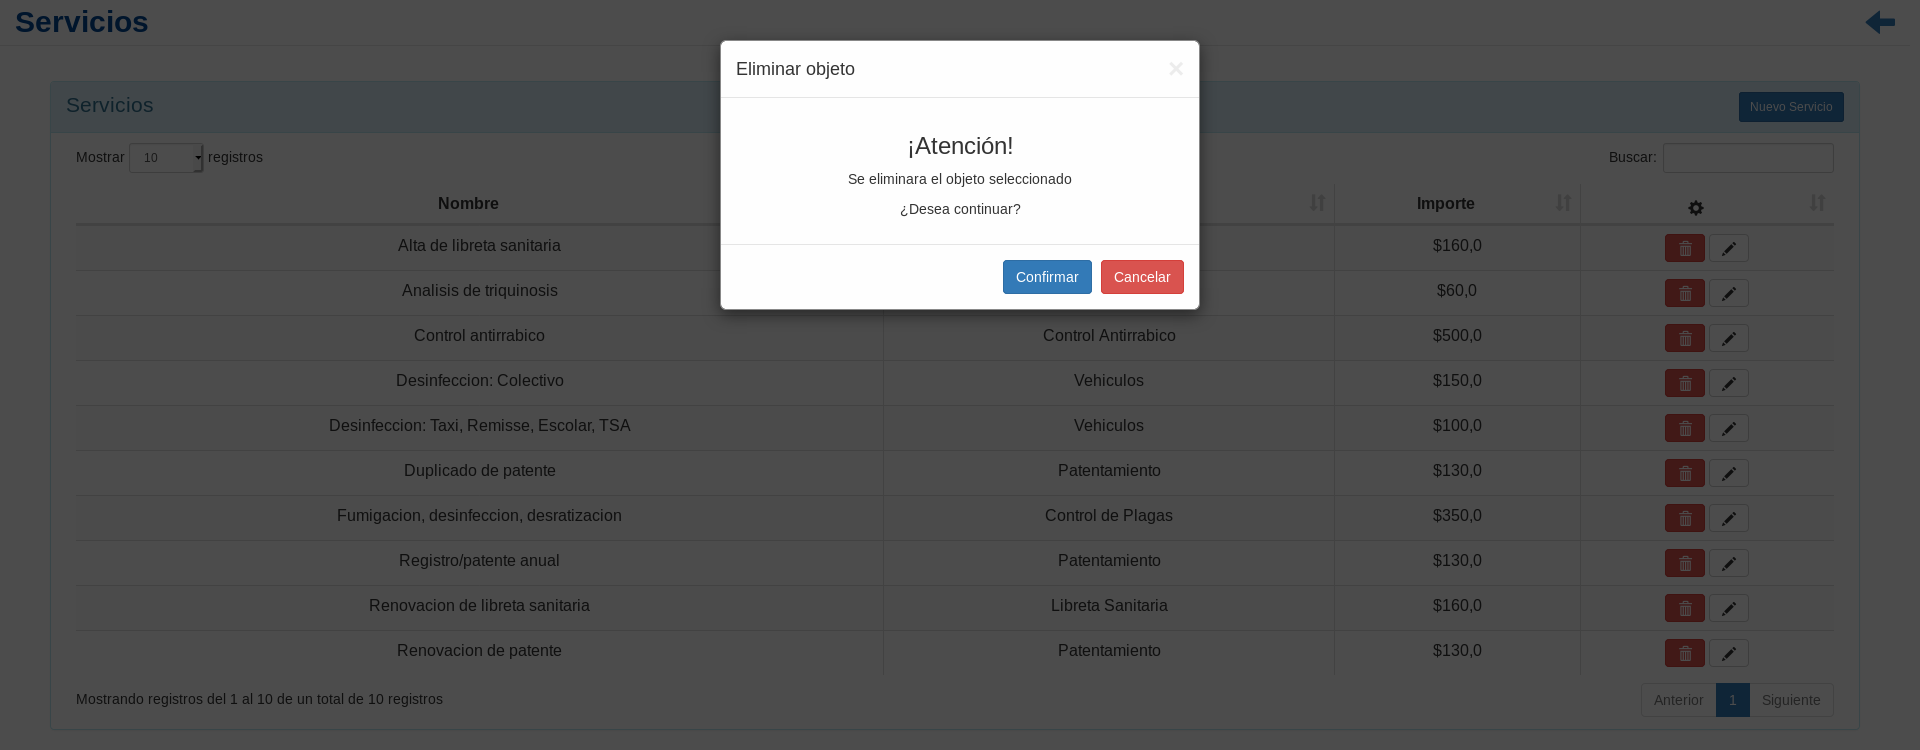 Servicios
Eliminar objeto ×
¡Atención!
Se eliminara el objeto seleccionado
¿Desea continuar?
Confirmar Cancelar
Servicios Nuevo Servicio
Mostrar 10 registros Buscar:
Nombre Importe
Alta de libreta sanitaria $160,0
Analisis de triquinosis $60,0
Control antirrabico Control Antirrabico $500,0
Desinfeccion: Colectivo Vehiculos $150,0
Desinfeccion: Taxi, Remisse, Escolar, TSA Vehiculos $100,0
Duplicado de patente Patentamiento $130,0
Fumigacion, desinfeccion, desratizacion Control de Plagas $350,0
Registro/patente anual Patentamiento $130,0
Renovacion de libreta sanitaria Libreta Sanitaria $160,0
Renovacion de patente Patentamiento $130,0
Mostrando registros del 1 al 10 de un total de 10 registros Anterior 1 Siguiente